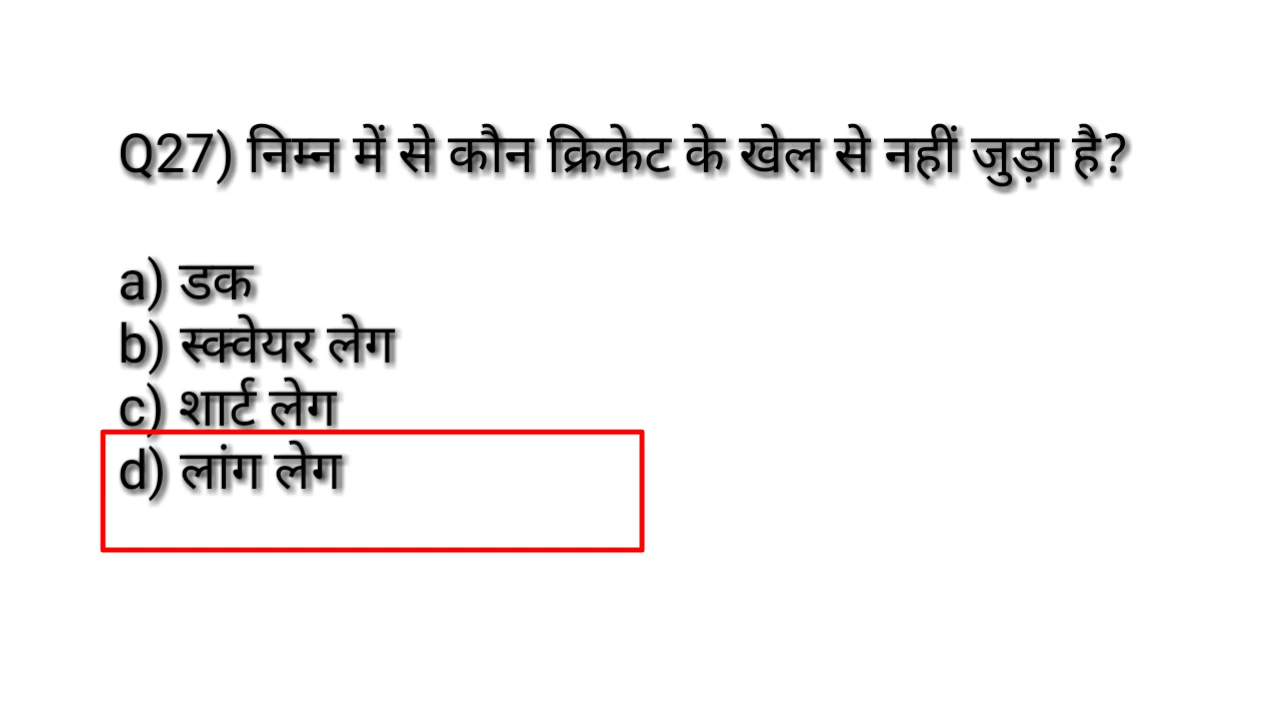 Q27) निम्न में से कौन क्रिकेट के खेल से नहीं जुड़ा है?
a) डक
b) स्क्वेयर लेग
c) शार्ट लेग
d) लांग लेग